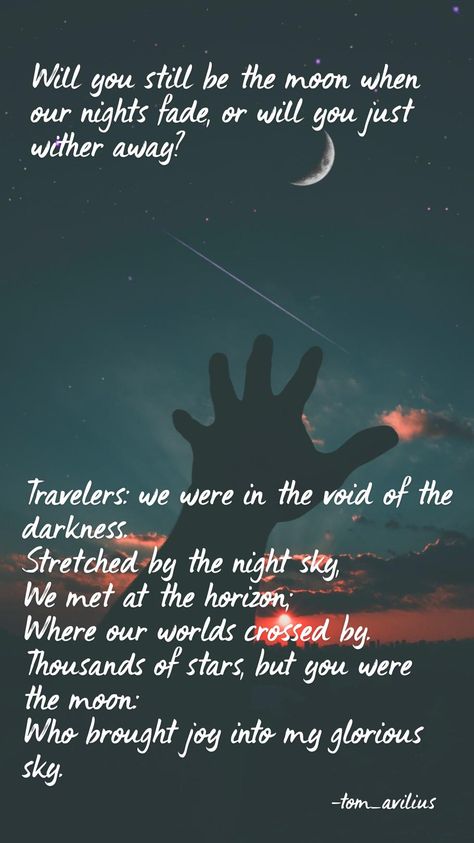 Will you still be the moon when
our nights fade, or will you just
wither away?
Travelers: we were in the void of the
darkness.
Stretched by the night sky,
We met at the horizon;
Where our worlds crossed by.
Thousands of stars, but you were
the moon:
Who brought joy into my glorious
sky.
-tom_avilius